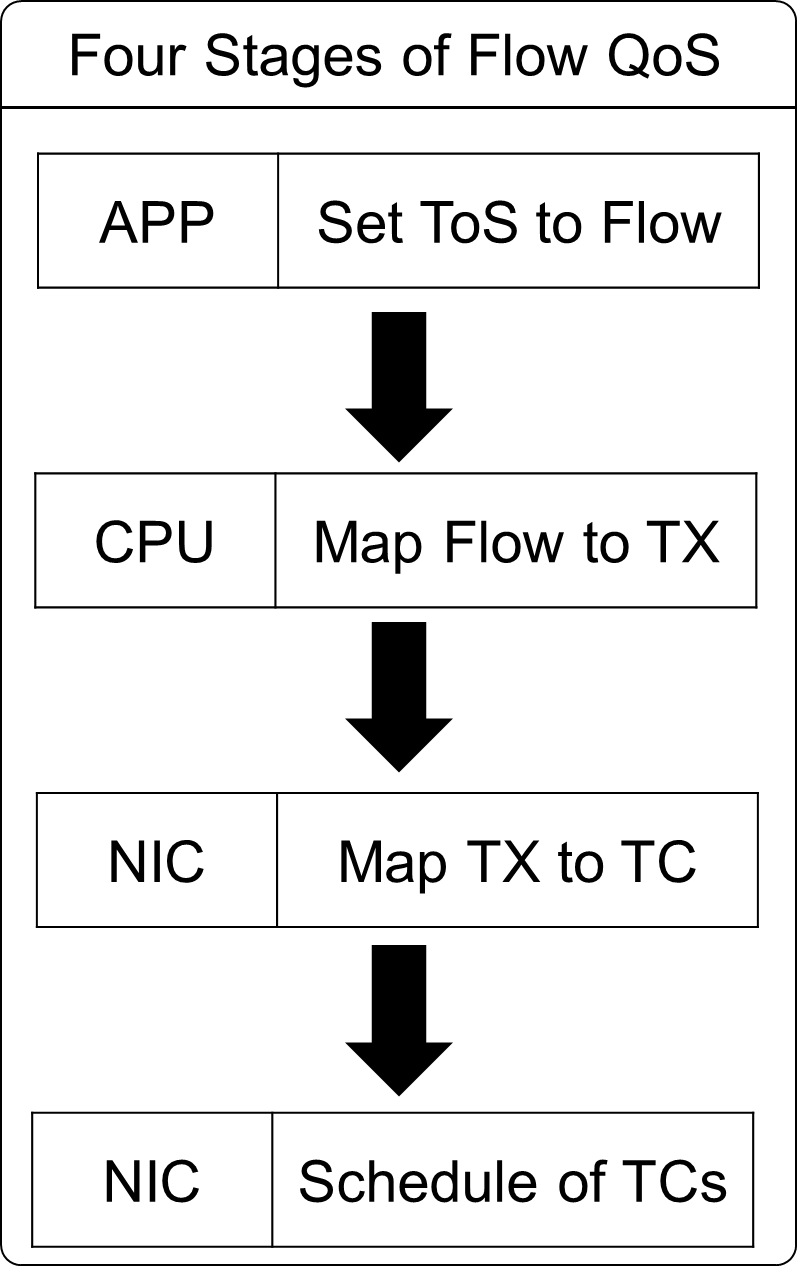 Four Stages of Flow QoS
APP Set ToS to Flow
CPU Map Flow to TX
NIC Map TX to TC
NIC Schedule of TCs